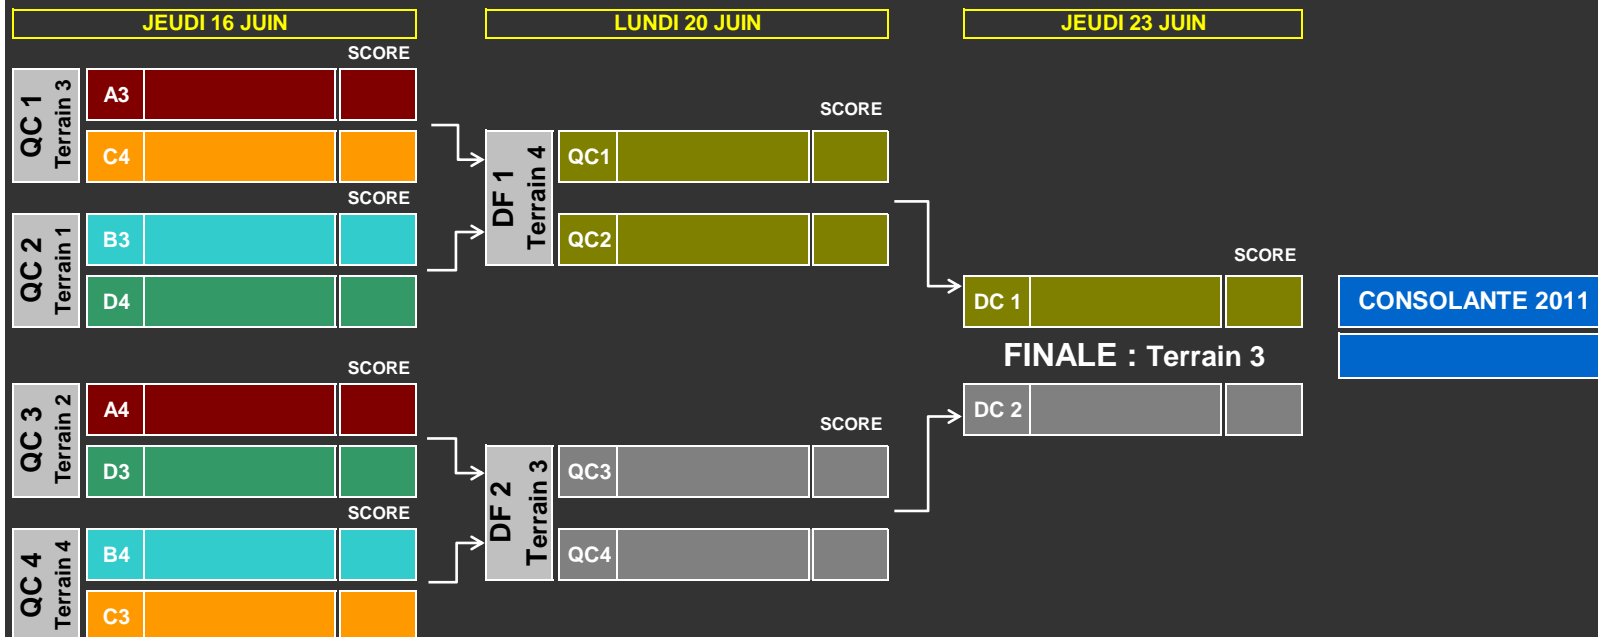 JEUDI 16 JUIN
LUNDI 20 JUIN
JEUDI 23 JUIN
SCORE
QC 1
Terrain 3
A3
C4
SCORE
QC 2
Terrain 1
B3
D4
SCORE
QC 3
Terrain 2
A4
D3
SCORE
QC 4
Terrain 4
B4
C3
SCORE
DF 1
Terrain 4
QC1
QC2
SCORE
DF 2
Terrain 3
QC3
QC4
SCORE
DC 1
FINALE : Terrain 3
DC 2
CONSOLANTE 2011